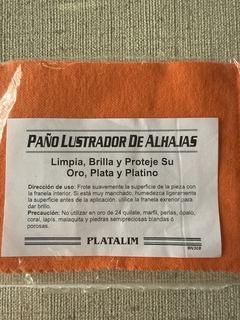 PAÑO LUSTRADOR DE ALHAJAS
Limpia, Brilla y Proteje Su
Oro, Plata y Platino
Dirección de uso: Frote suavemente la superficie de la pieza con
la franela interior. Si está muy manchado, humedezca ligeramente
la superficie antes de la aplicación. utilice la franela exterior para
dar brillo.
Precaución: No utilizar en oro de 24 quilate, marfil, perlas, ópalo,
coral, lapis, malaquita y piedras semipreciosas blandas ó
porosas.
PLATALIM